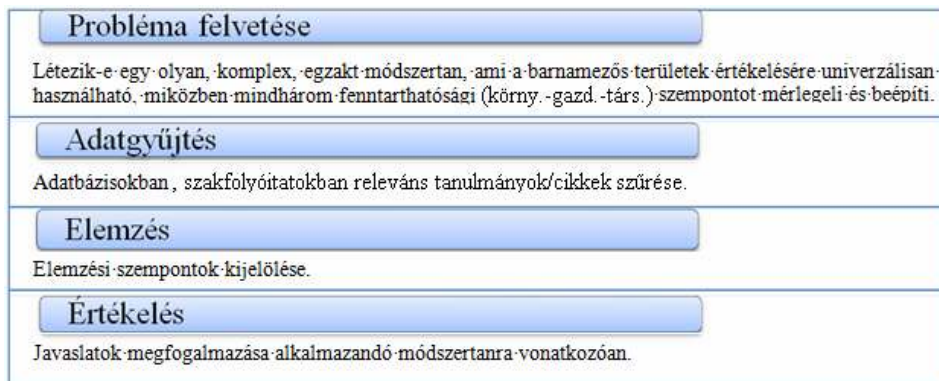 Probléma felvetése
Létezik-e egy olyan, komplex, egzakt módszertan, ami a barnamezős területek értékelésére univerzálisan
használható, miközben mindhárom fenntarthatósági (körny.-gazd.-társ.) szempontot mérlegeli és beépíti.
Adatgyűjtés
Adatbázisokban, szakfolyóitatokban releváns tanulmányok/cikkek szűrése.
Elemzés
Elemzési szempontok kijelölése.
Értékelés
Javaslatok megfogalmazása alkalmazandó módszertanra vonatkozóan.